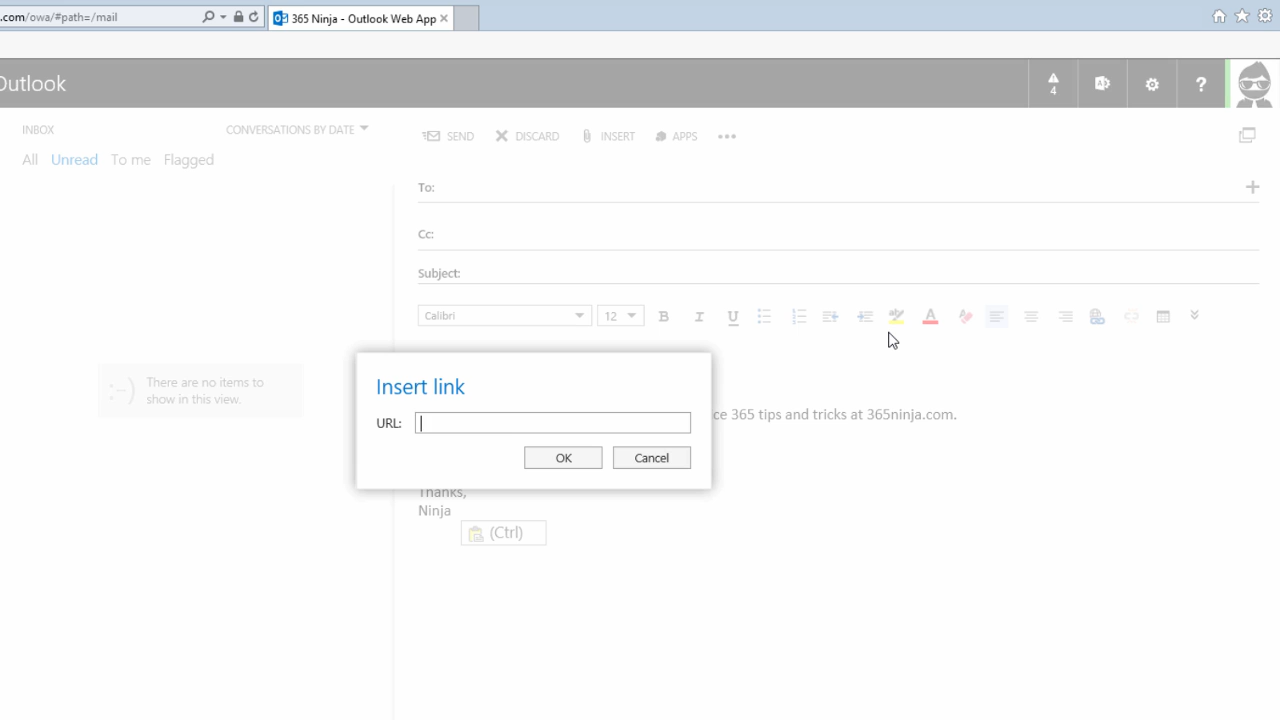 .com/owa/#path=/mail
365 Ninja - Outlook Web App
Outlook
4
?
INBOX
CONVERSATIONS BY DATE
All Unread To me Flagged
SEND DISCARD INSERT APPS
To:
Cc:
Subject:
Calibri 12 B I U
There are no items to
show in this view.
Insert link
URL:
OK Cancel
ce 365 tips and tricks at 365ninja.com.
Thanks,
Ninja
(Ctrl)